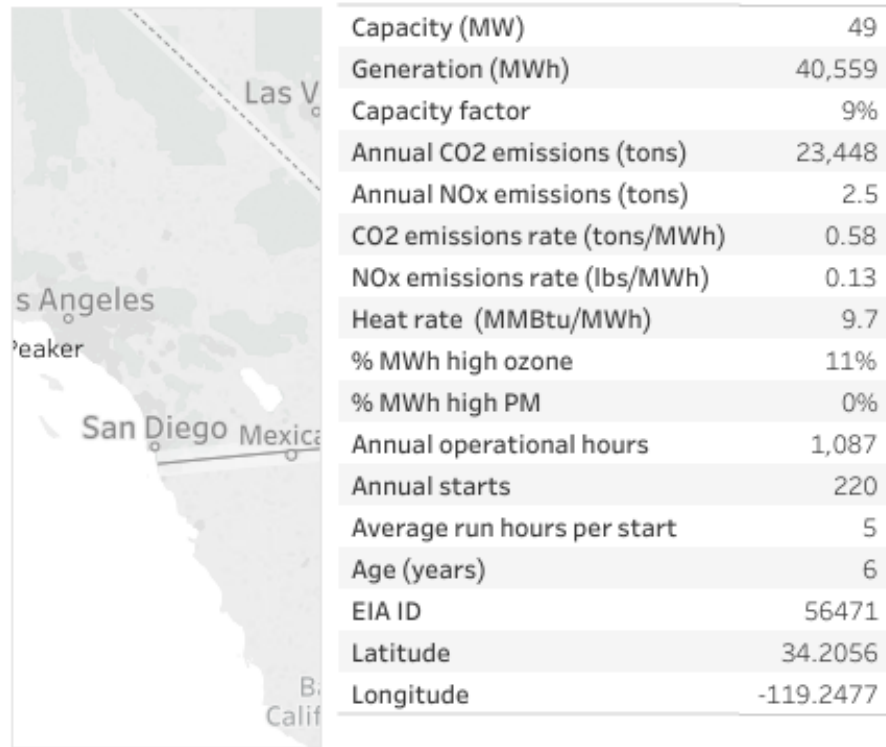 Las V
s Angeles
Peaker
San Diego
Mexica
Ba
Calif
Capacity (MW) 49
Generation (MWh) 40,559
Capacity factor 9%
Annual CO2 emissions (tons) 23,448
Annual NOx emissions (tons) 2.5
CO2 emissions rate (tons/MWh) 0.58
NOx emissions rate (lbs/MWh) 0.13
Heat rate (MMBtu/MWh) 9.7
% MWh high ozone 11%
% MWh high PM 0%
Annual operational hours 1,087
Annual starts 220
Average run hours per start 5
Age (years) 6
EIA ID 56471
Latitude 34.2056
Longitude -119.2477